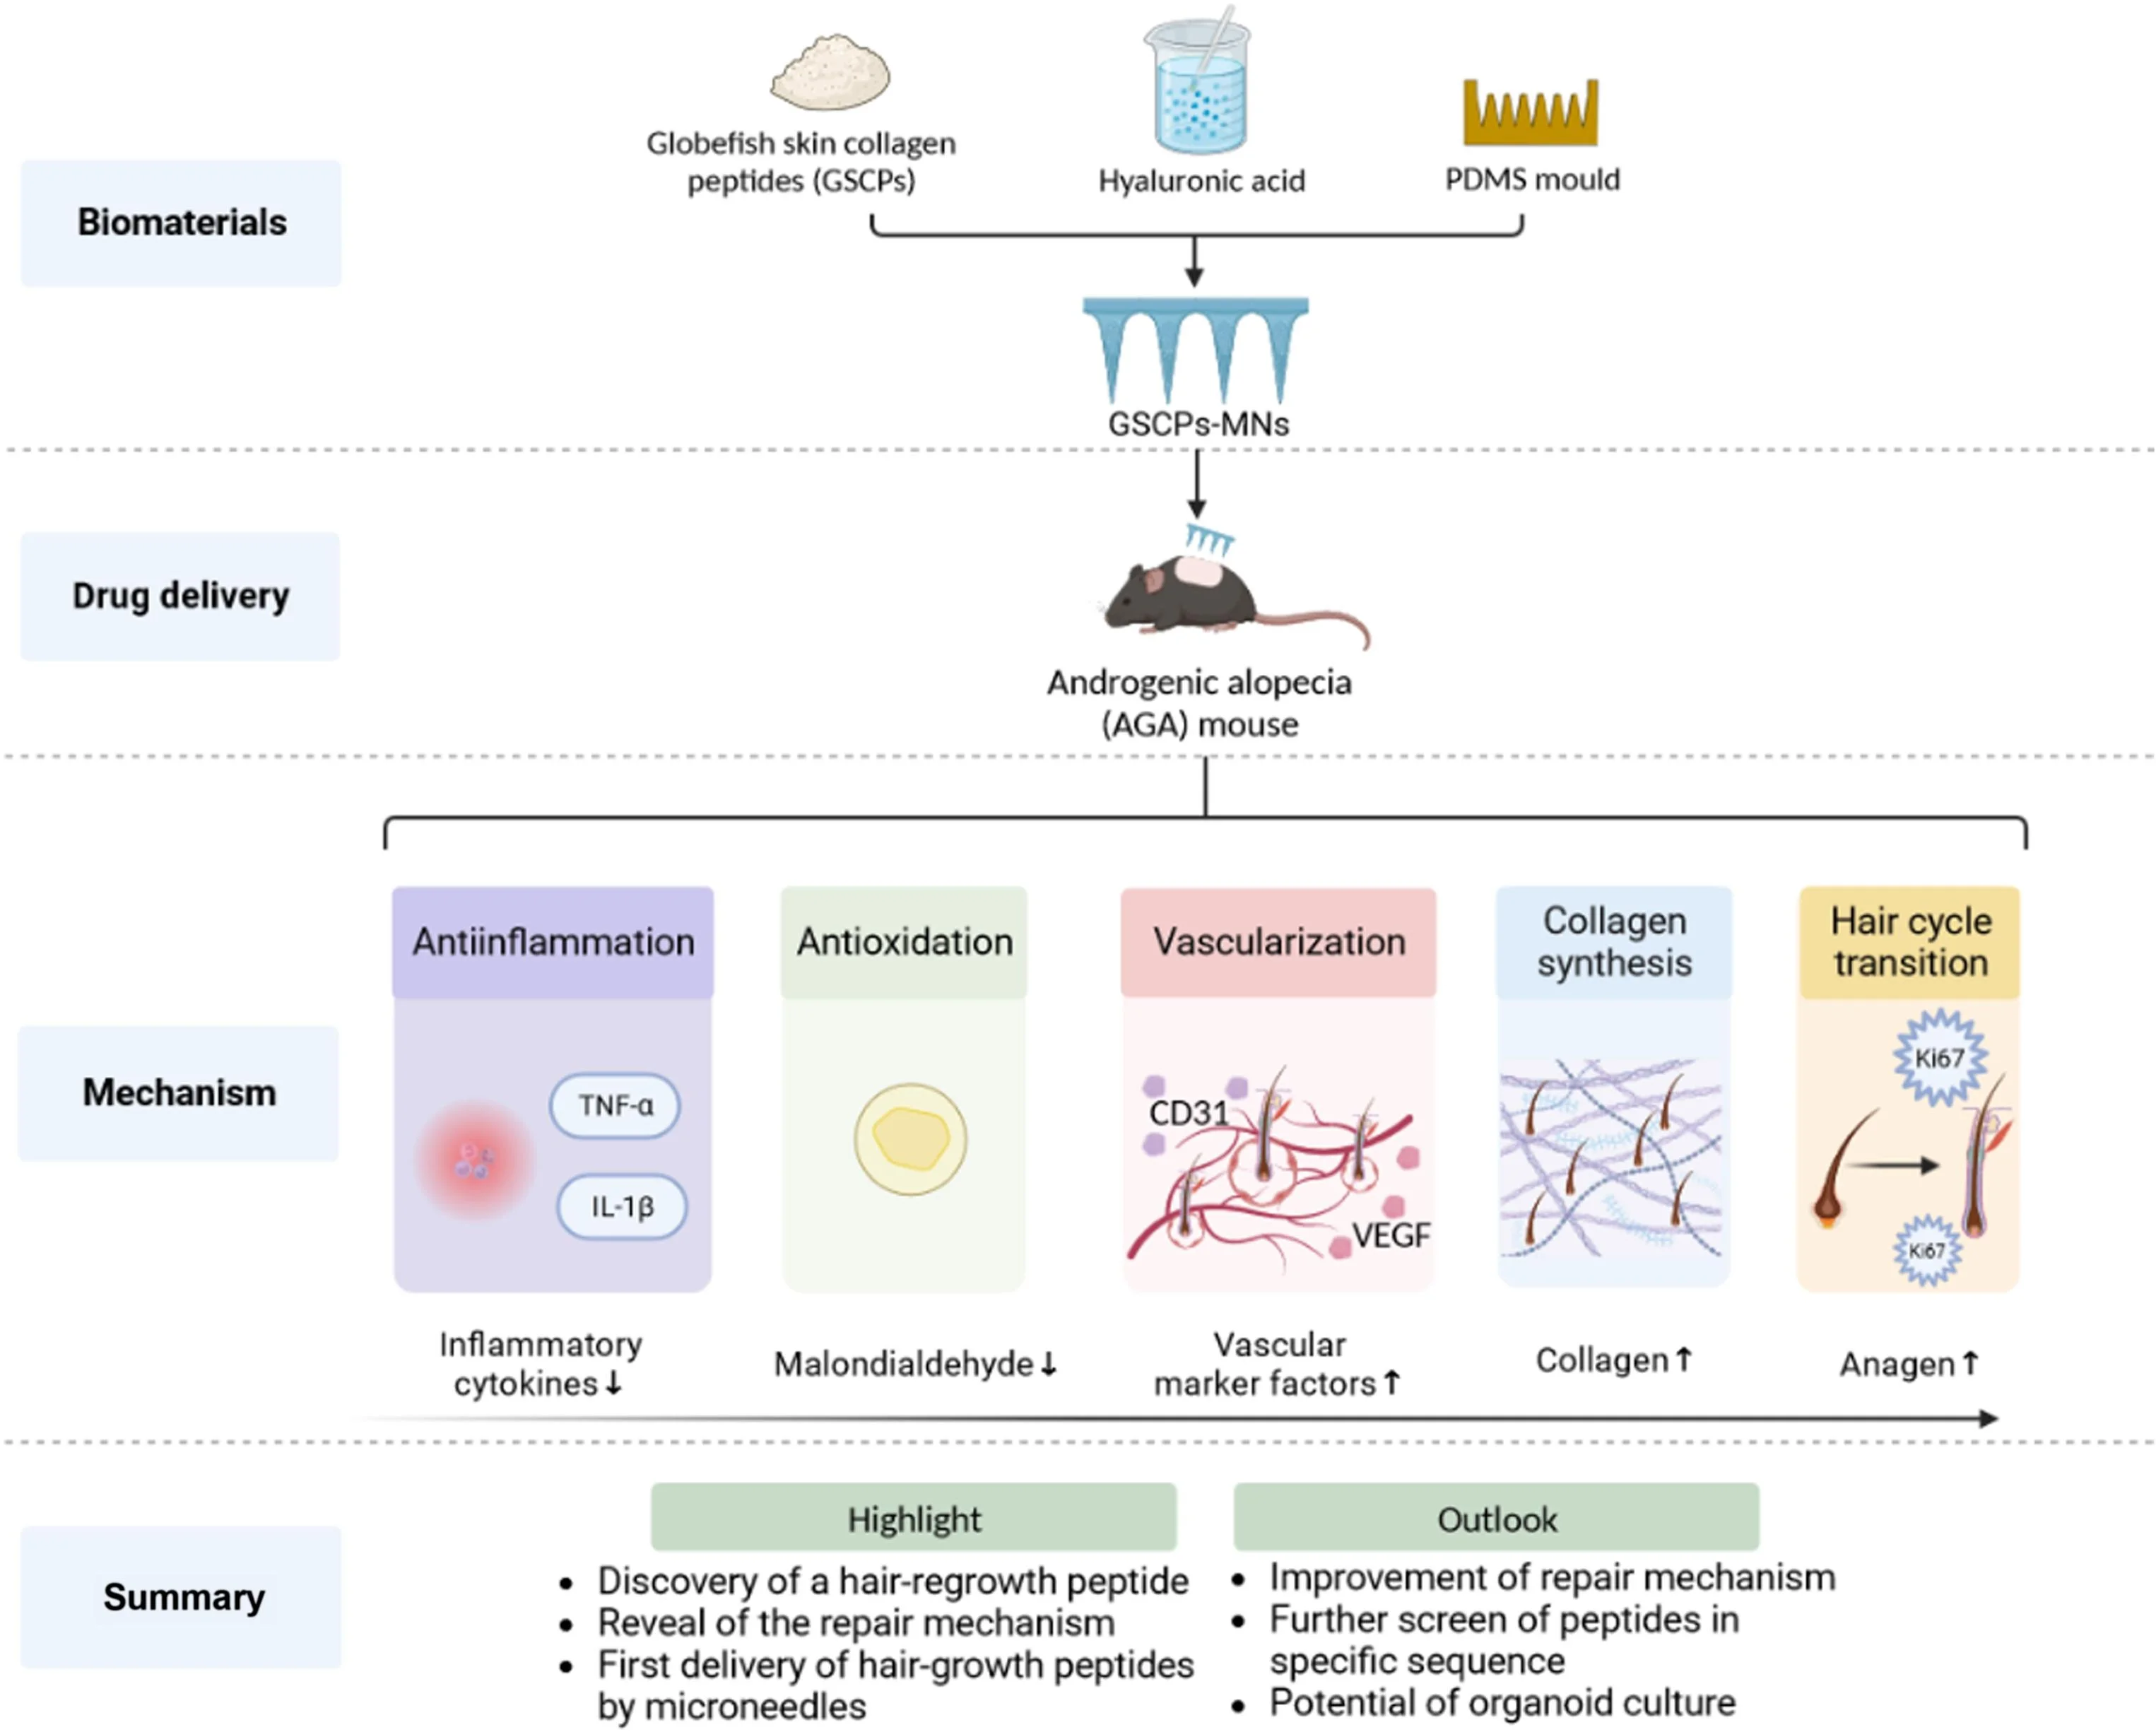 Globefish skin collagen
peptides (GSCPs)
Hyaluronic acid
PDMS mould
Biomaterials
GSCPs-MNs
Drug delivery
Androgenic alopecia
(AGA) mouse
Mechanism
Antiinflammation
TNF-α
IL-1β
Inflammatory
cytokines↓
Antioxidation
Malondialdehyde↓
Vascularization
CD31
VEGF
Vascular
marker factors↑
Collagen
synthesis
Collagen↑
Hair cycle
transition
Ki67
Ki67
Anagen↑
Summary
Highlight
• Discovery of a hair-regrowth peptide
• Reveal of the repair mechanism
• First delivery of hair-growth peptides
by microneedles
Outlook
• Improvement of repair mechanism
• Further screen of peptides in
specific sequence
• Potential of organoid culture